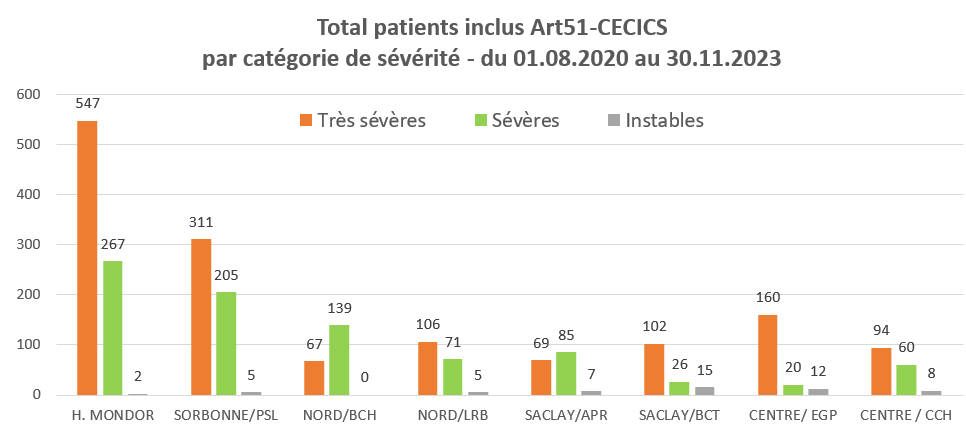 Total patients inclus Art51-CECICS
par catégorie de sévérité - du 01.08.2020 au 30.11.2023
Très sévères Sévères Instables
600
500
400
300
200
100
0
547 267 2
311 205 5
67 139 0
106 71 5
69 85 7
102 26 15
160 20 12
94 60 8
H. MONDOR SORBONNE/PSL NORD/BCH NORD/LRB SACLAY/APR SACLAY/BCT CENTRE/ EGP CENTRE / CCH